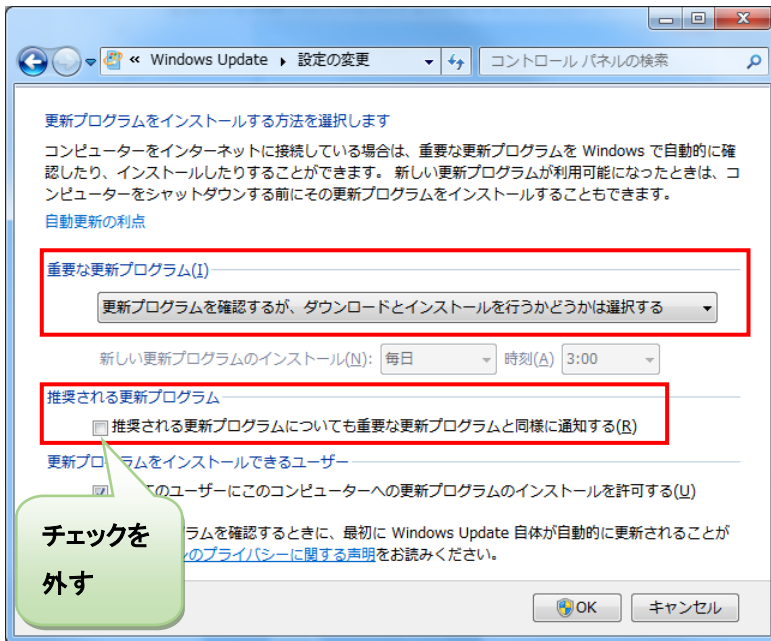 « Windows Update ▸ 設定の変更
コントロール パネルの検索
更新プログラムをインストールする方法を選択します
コンピューターをインターネットに接続している場合は、重要な更新プログラムを Windows で自動的に確
認したり、インストールしたりすることができます。 新しい更新プログラムが利用可能になったときは、コ
ンピューターをシャットダウンする前にその更新プログラムをインストールすることもできます。
自動更新の利点
重要な更新プログラム(I)
更新プログラムを確認するが、ダウンロードとインストールを行うかどうかは選択する
新しい更新プログラムのインストール(N): 毎日 時刻(A) 3:00
推奨される更新プログラム
推奨される更新プログラムについても重要な更新プログラムと同様に通知する(R)
更新プログラムをインストールできるユーザー
てのユーザーにこのコンピューターへの更新プログラムのインストールを許可する(U)
ラムを確認するときに、最初に Windows Update 自体が自動的に更新されることが
のプライバシーに関する声明をお読みください。
チェックを
外す
OK キャンセル